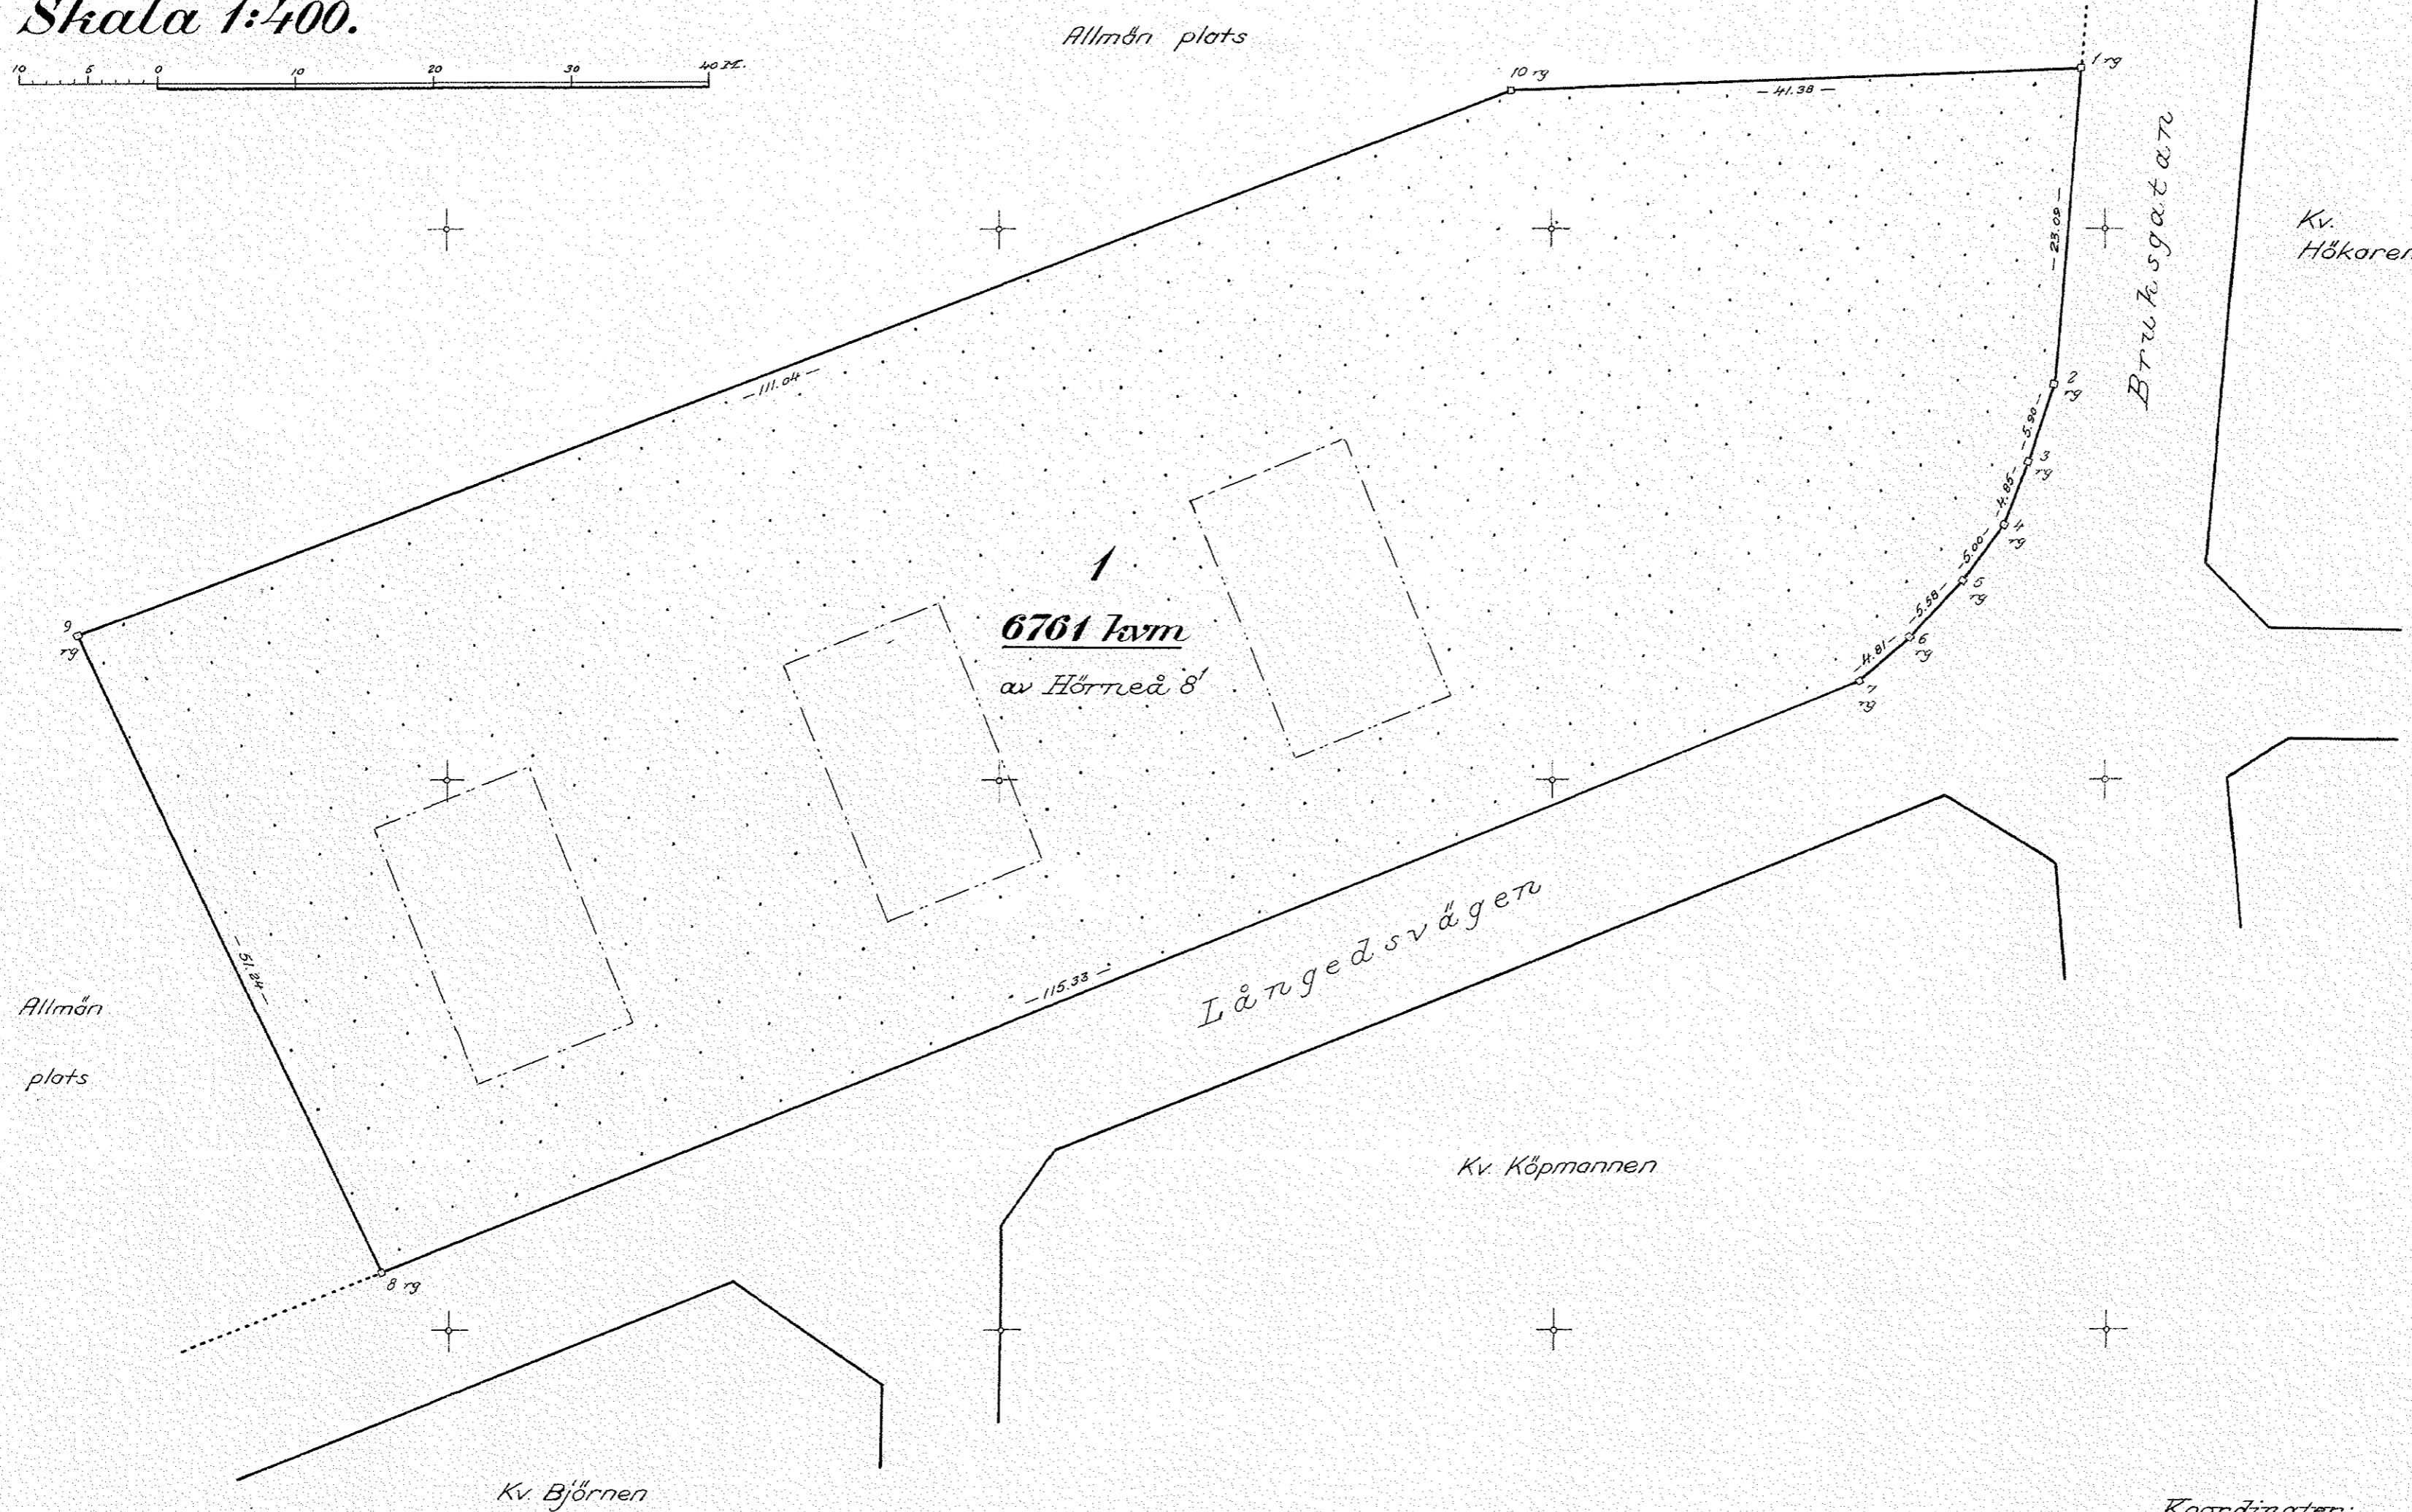 Skala 1:400.
10 5 0 10 20 30 40 M.
Allmän plats
10 rg
1 rg
— 41.38 —
— 23.09 —
Bruksgatan
Kv.
Hökaren
— 111.04 —
2
rg
— 5.90 —
3
rg
— 4.85 —
4
rg
— 5.00 —
5
rg
— 5.58 —
6
rg
— 4.81 —
7
rg
1
6761 kvm
av Hörneå 8¹
9
rg
— 51.24 —
Allmän
plats
— 115.33 —
Långedsvägen
8 rg
Kv. Köpmannen
Kv. Björnen
Koordinater: